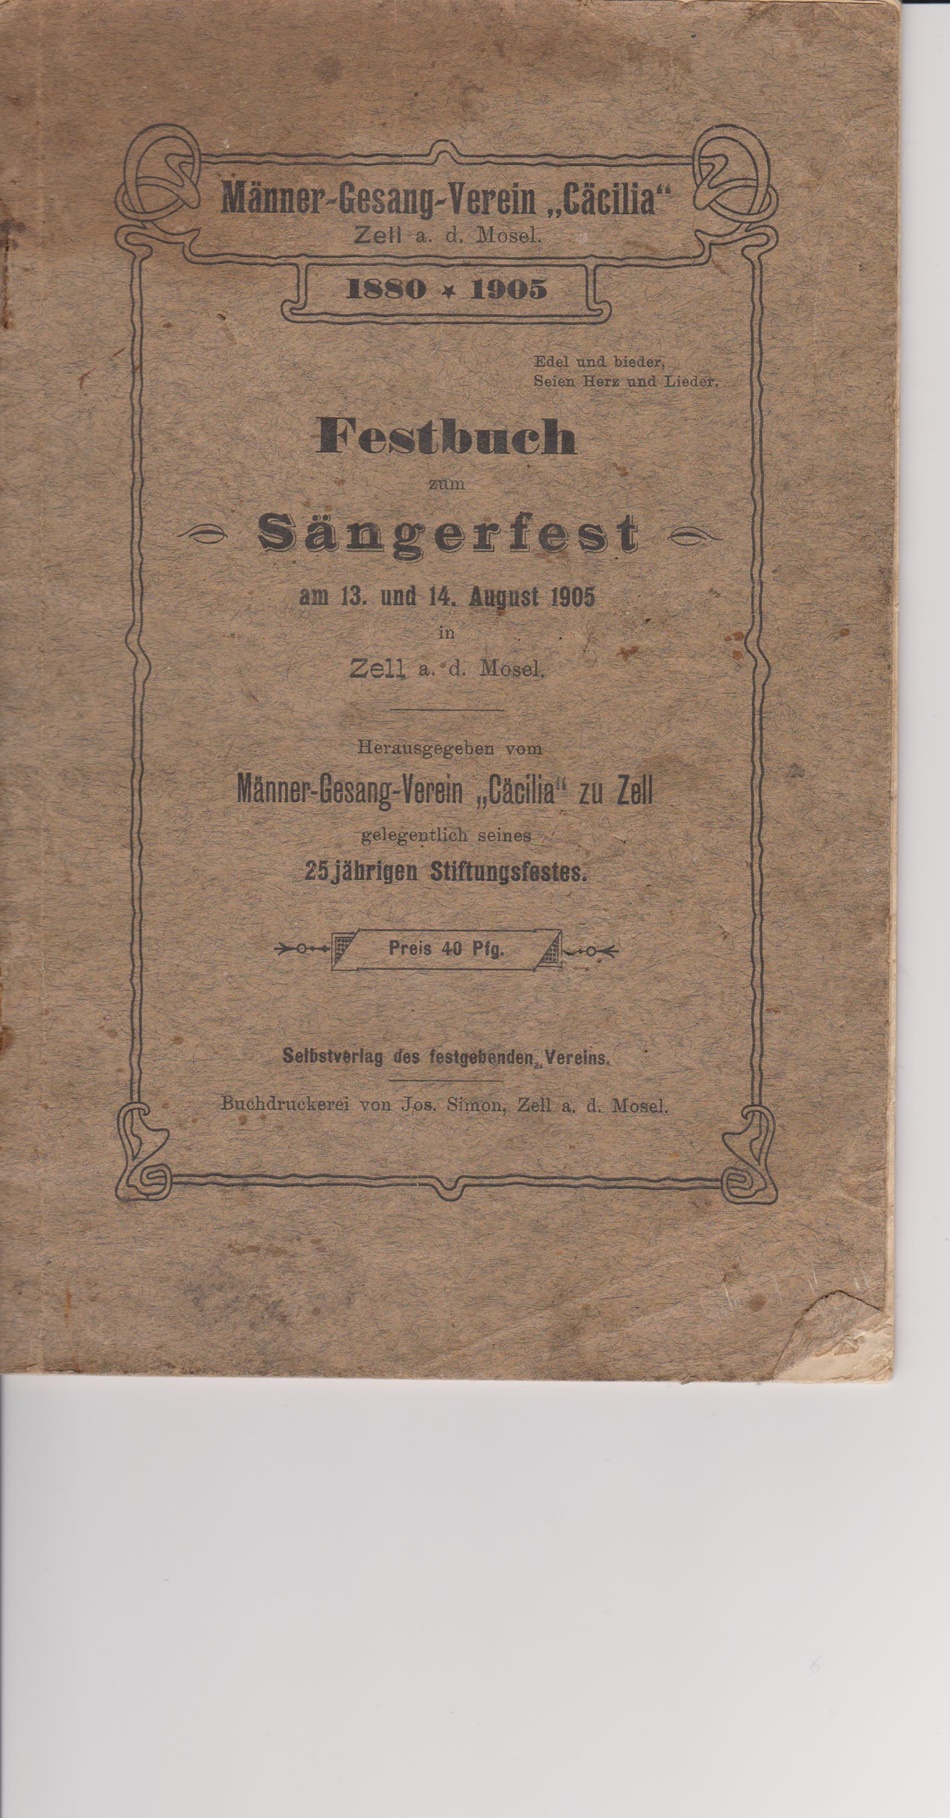 Männer-Gesang-Verein „Cäcilia“
Zell a. d. Mosel.
1880 ★ 1905
Edel und bieder,
Seien Herz und Lieder.
Festbuch
zum
Sängerfest
am 13. und 14. August 1905
in
Zell a. d. Mosel.
Herausgegeben vom
Männer-Gesang-Verein „Cäcilia“ zu Zell
gelegentlich seines
25jährigen Stiftungsfestes.
Preis 40 Pfg.
Selbstverlag des festgebenden Vereins.
Buchdruckerei von Jos. Simon, Zell a. d. Mosel.